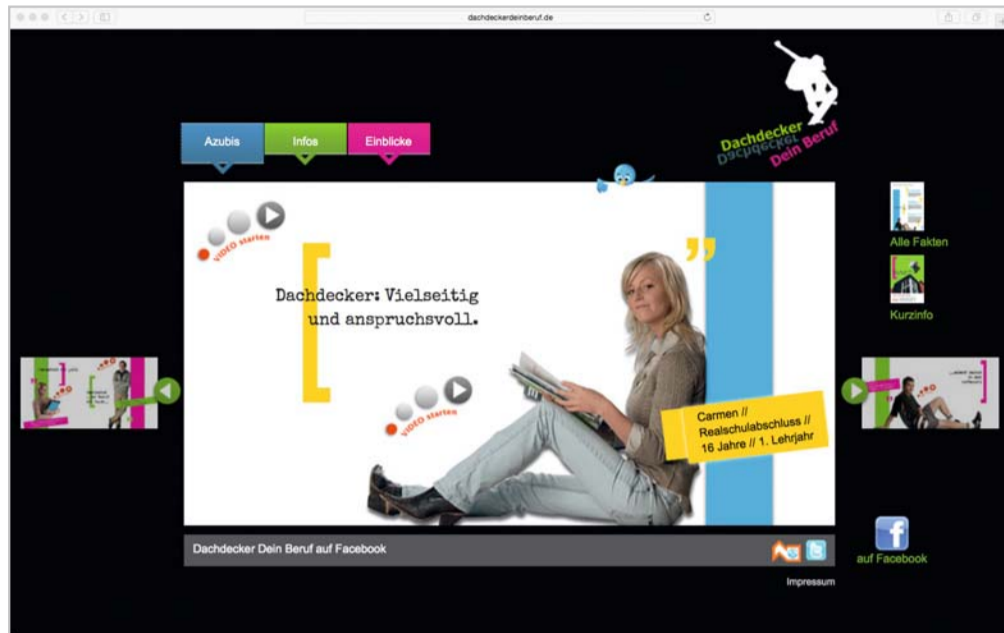 dachdeckerdeinberuf.de
Dachdecker
Dachdecker
Dein Beruf
Azubis
Infos
Einblicke
VIDEO starten
Dachdecker: Vielseitig
und anspruchsvoll.
”
VIDEO starten
Carmen //
Realschulabschluss //
16 Jahre // 1. Lehrjahr
Alle Fakten
Kurzinfo
Dachdecker Dein Beruf auf Facebook
f
auf Facebook
Impressum